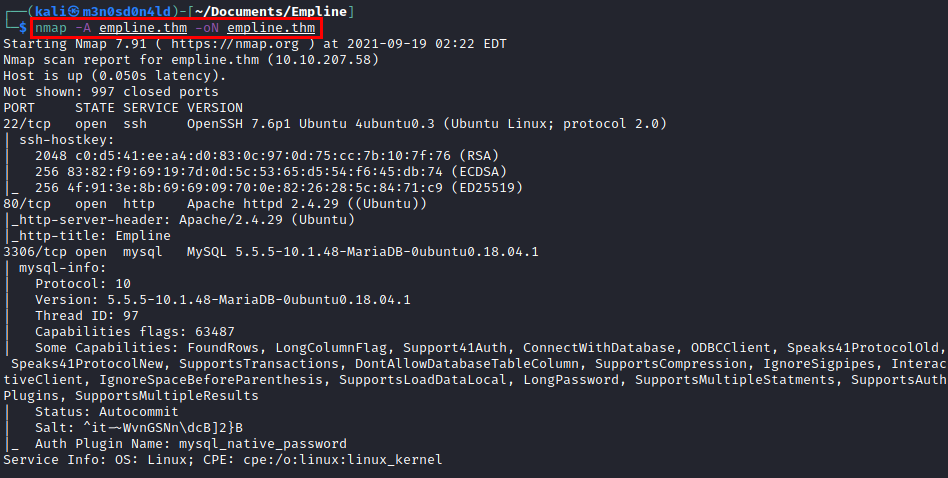 ┌──(kali㉿m3n0sd0n4ld)-[~/Documents/Empline]
└─$ nmap -A empline.thm -oN empline.thm
Starting Nmap 7.91 ( https://nmap.org ) at 2021-09-19 02:22 EDT
Nmap scan report for empline.thm (10.10.207.58)
Host is up (0.050s latency).
Not shown: 997 closed ports
PORT     STATE SERVICE VERSION
22/tcp   open  ssh     OpenSSH 7.6p1 Ubuntu 4ubuntu0.3 (Ubuntu Linux; protocol 2.0)
| ssh-hostkey:
|   2048 c0:d5:41:ee:a4:d0:83:0c:97:0d:75:cc:7b:10:7f:76 (RSA)
|   256 83:82:f9:69:19:7d:0d:5c:53:65:d5:54:f6:45:db:74 (ECDSA)
|_  256 4f:91:3e:8b:69:69:09:70:0e:82:26:28:5c:84:71:c9 (ED25519)
80/tcp   open  http    Apache httpd 2.4.29 ((Ubuntu))
|_http-server-header: Apache/2.4.29 (Ubuntu)
|_http-title: Empline
3306/tcp open  mysql   MySQL 5.5.5-10.1.48-MariaDB-0ubuntu0.18.04.1
| mysql-info:
|   Protocol: 10
|   Version: 5.5.5-10.1.48-MariaDB-0ubuntu0.18.04.1
|   Thread ID: 97
|   Capabilities flags: 63487
|   Some Capabilities: FoundRows, LongColumnFlag, Support41Auth, ConnectWithDatabase, ODBCClient, Speaks41ProtocolOld,
 Speaks41ProtocolNew, SupportsTransactions, DontAllowDatabaseTableColumn, SupportsCompression, IgnoreSigpipes, Interac
tiveClient, IgnoreSpaceBeforeParenthesis, SupportsLoadDataLocal, LongPassword, SupportsMultipleStatments, SupportsAuth
Plugins, SupportsMultipleResults
|   Status: Autocommit
|   Salt: ^it~~WvnGSNn\dcB]2}B
|_  Auth Plugin Name: mysql_native_password
Service Info: OS: Linux; CPE: cpe:/o:linux:linux_kernel